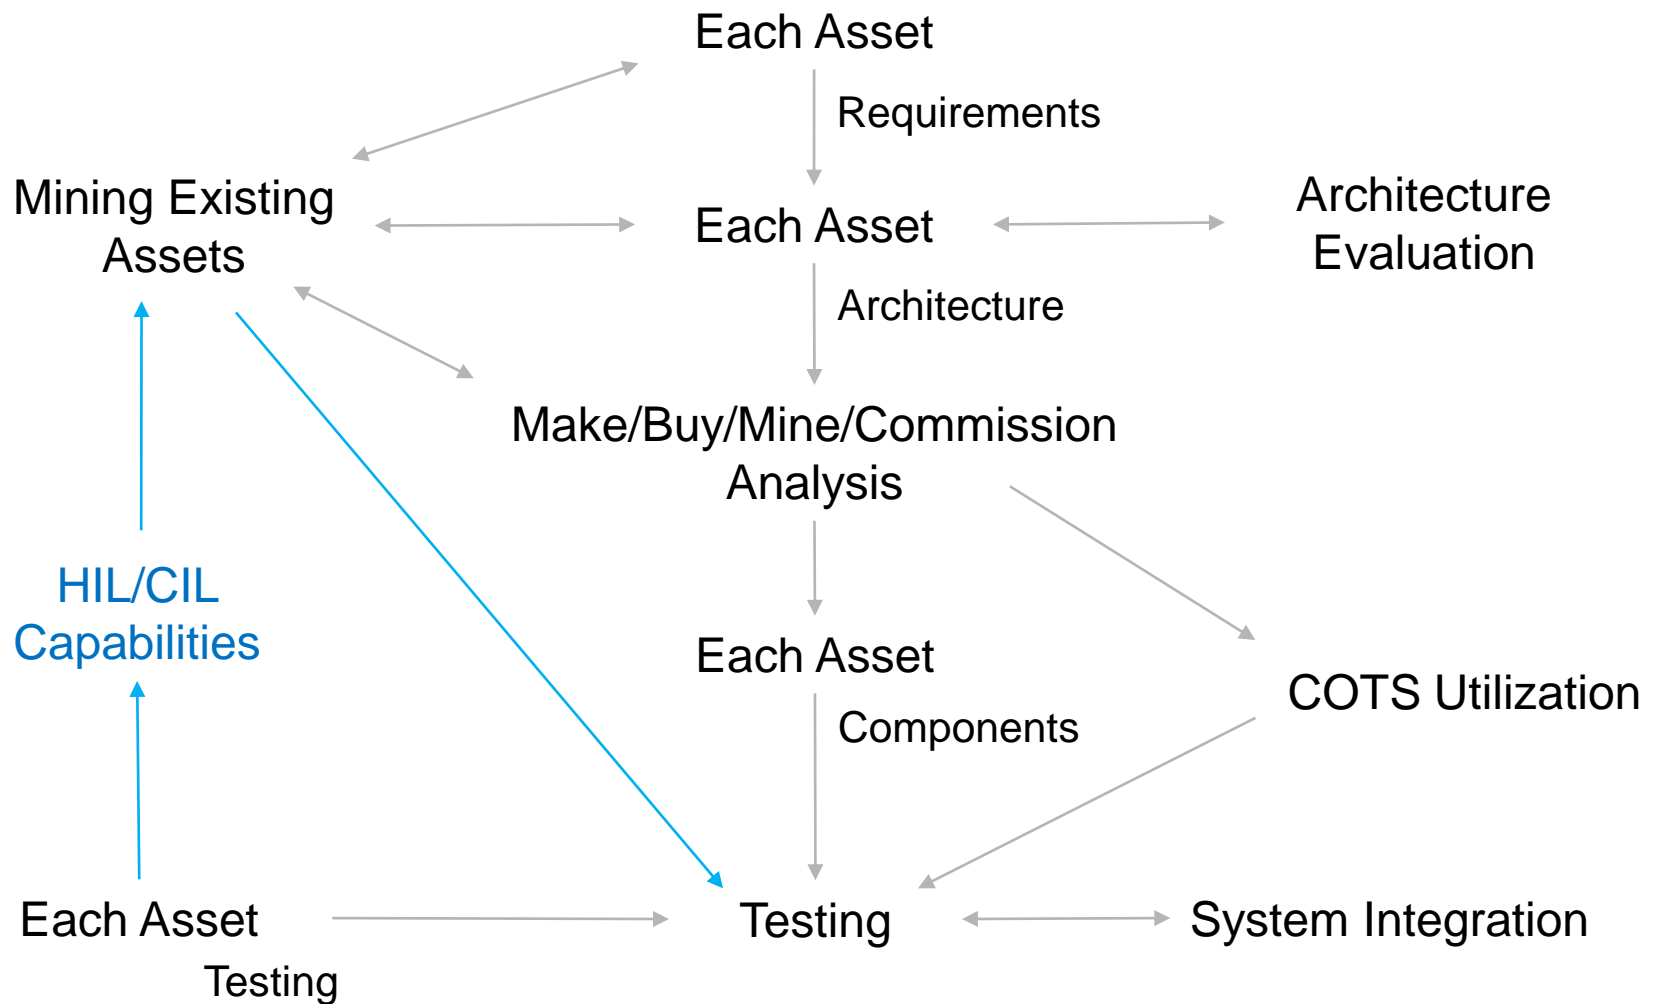 Each Asset
Requirements
Mining Existing
Assets
Each Asset
Architecture
Evaluation
Architecture
Make/Buy/Mine/Commission
Analysis
HIL/CIL
Capabilities
Each Asset
Components
COTS Utilization
Each Asset
Testing
Testing
System Integration